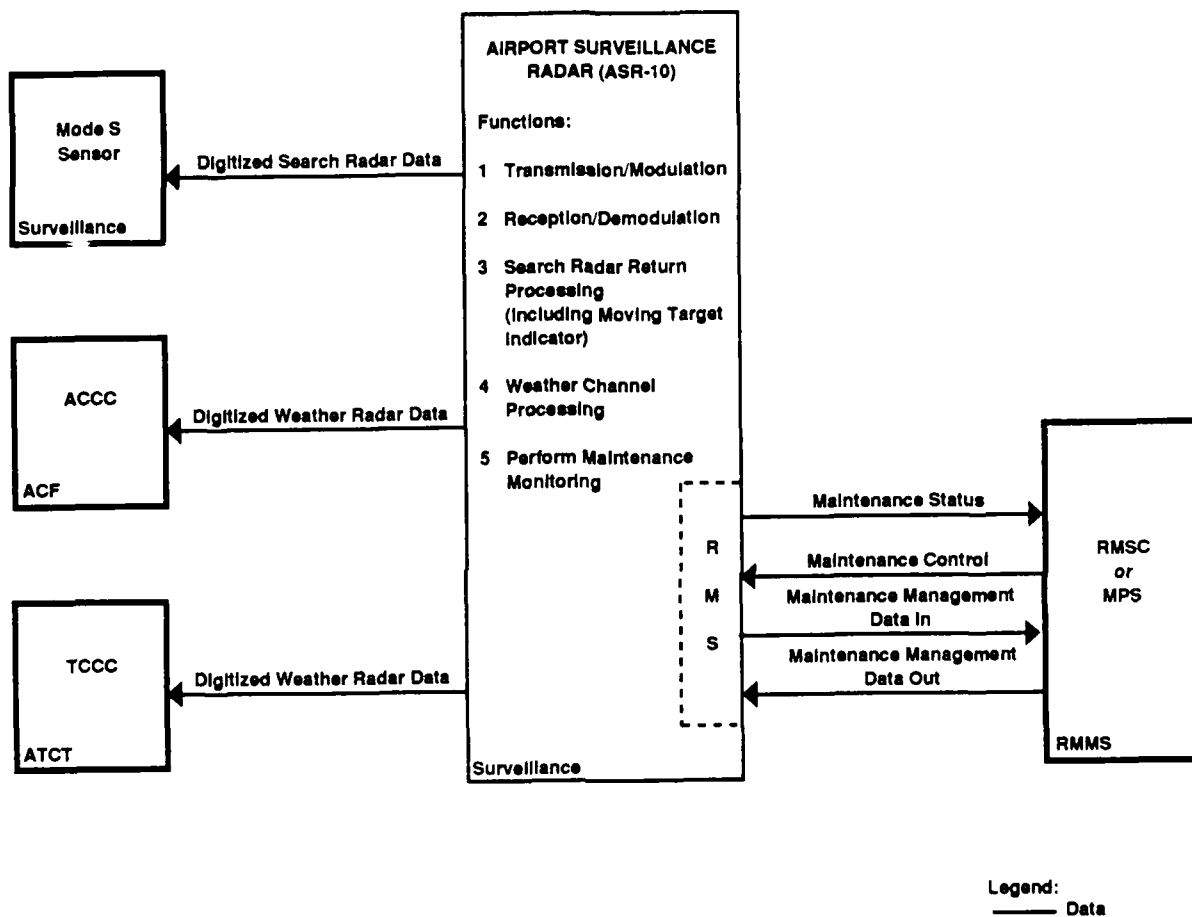 AIRPORT SURVEILLANCE
RADAR (ASR-10)
Functions:
1 Transmission/Modulation
2 Reception/Demodulation
3 Search Radar Return
Processing
(Including Moving Target
Indicator)
4 Weather Channel
Processing
5 Perform Maintenance
Monitoring
R
M
S
Surveillance
Mode S
Sensor
Surveillance
Digitized Search Radar Data
ACCC
ACF
Digitized Weather Radar Data
TCCC
ATCT
Digitized Weather Radar Data
Maintenance Status
Maintenance Control
Maintenance Management
Data In
Maintenance Management
Data Out
RMSC
or
MPS
RMMS
Legend:
Data